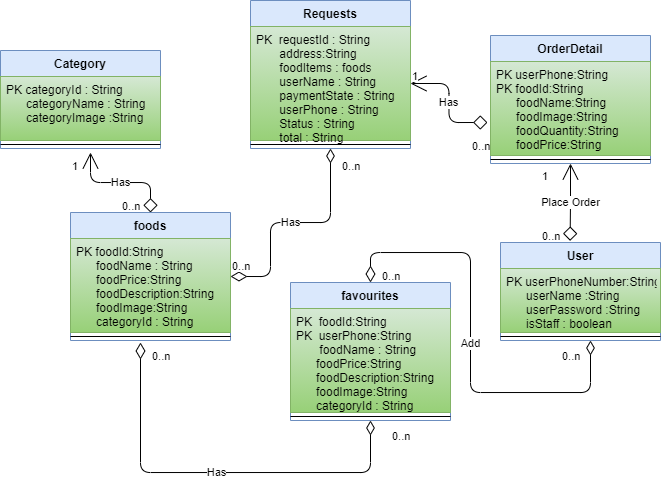 Requests
PK requestId : String
address:String
foodItems : foods
userName : String
paymentState : String
userPhone : String
Status : String
total : String
Category
PK categoryId : String
categoryName : String
categoryImage :String
OrderDetail
PK userPhone:String
PK foodId:String
foodName:String
foodImage:String
foodQuantity:String
foodPrice:String
1
Has
0..n
1
Has
0..n
0..n
Has
0..n
1
Place Order
0..n
foods
PK foodId:String
foodName : String
foodPrice:String
foodDescription:String
foodImage:String
categoryId : String
User
PK userPhoneNumber:String
userName :String
userPassword :String
isStaff : boolean
favourites
PK foodId:String
PK userPhone:String
foodName : String
foodPrice:String
foodDescription:String
foodImage:String
categoryId : String
0..n
Add
0..n
0..n
Has
0..n